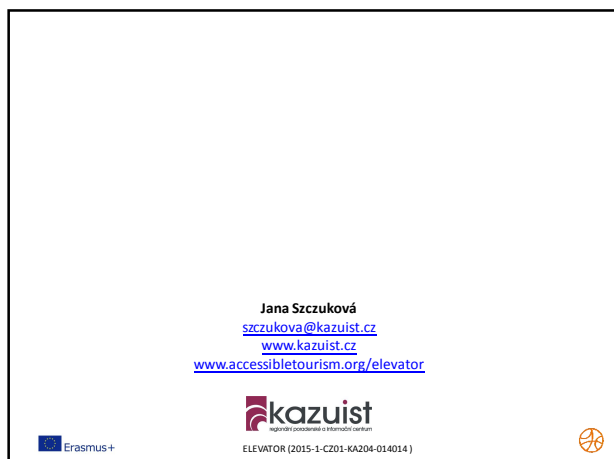 Jana Szczuková
szczukova@kazuist.cz
www.kazuist.cz
www.accessibletourism.org/elevator
kazuist
regionální poradenské a informační centrum
Erasmus+
ELEVATOR (2015-1-CZ01-KA204-014014 )